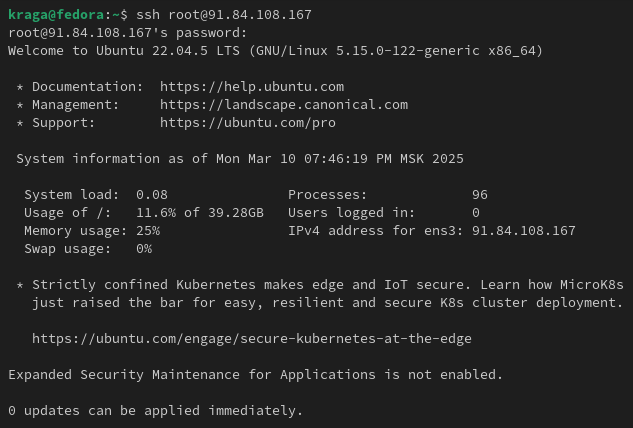 kraga@fedora:~$ ssh root@91.84.108.167
root@91.84.108.167's password:
Welcome to Ubuntu 22.04.5 LTS (GNU/Linux 5.15.0-122-generic x86_64)

 * Documentation:  https://help.ubuntu.com
 * Management:     https://landscape.canonical.com
 * Support:        https://ubuntu.com/pro

 System information as of Mon Mar 10 07:46:19 PM MSK 2025

  System load:  0.08               Processes:             96
  Usage of /:   11.6% of 39.28GB   Users logged in:       0
  Memory usage: 25%                IPv4 address for ens3: 91.84.108.167
  Swap usage:   0%

 * Strictly confined Kubernetes makes edge and IoT secure. Learn how MicroK8s
   just raised the bar for easy, resilient and secure K8s cluster deployment.

   https://ubuntu.com/engage/secure-kubernetes-at-the-edge

Expanded Security Maintenance for Applications is not enabled.

0 updates can be applied immediately.